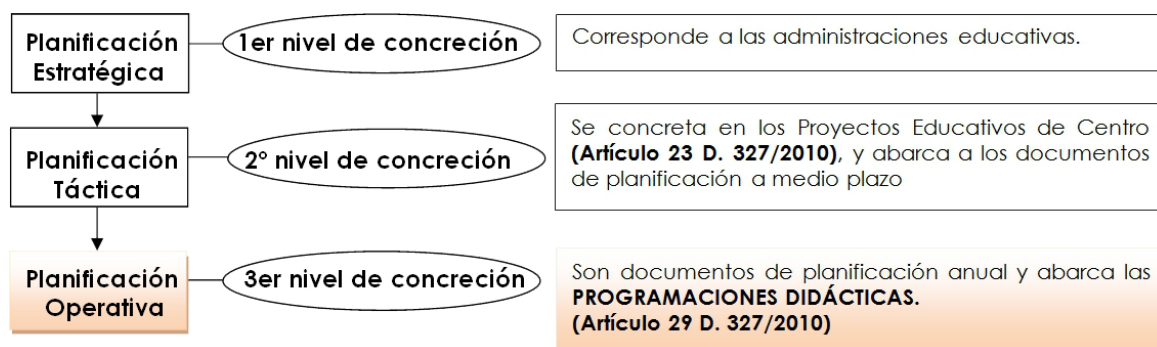 Planificación
Estratégica
1er nivel de concreción
Corresponde a las administraciones educativas.
Planificación
Táctica
2º nivel de concreción
Se concreta en los Proyectos Educativos de Centro
(Artículo 23 D. 327/2010), y abarca a los documentos
de planificación a medio plazo
Planificación
Operativa
3er nivel de concreción
Son documentos de planificación anual y abarca las
PROGRAMACIONES DIDÁCTICAS.
(Artículo 29 D. 327/2010)